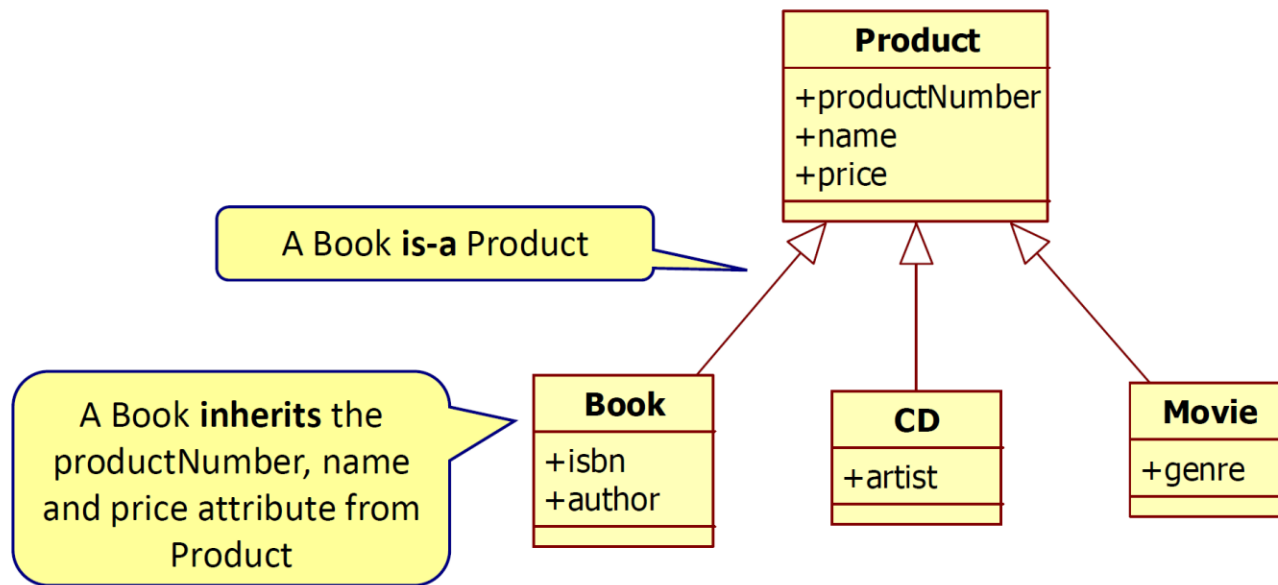 Product
+productNumber
+name
+price
A Book is-a Product
A Book inherits the
productNumber, name
and price attribute from
Product
Book
+isbn
+author
CD
+artist
Movie
+genre